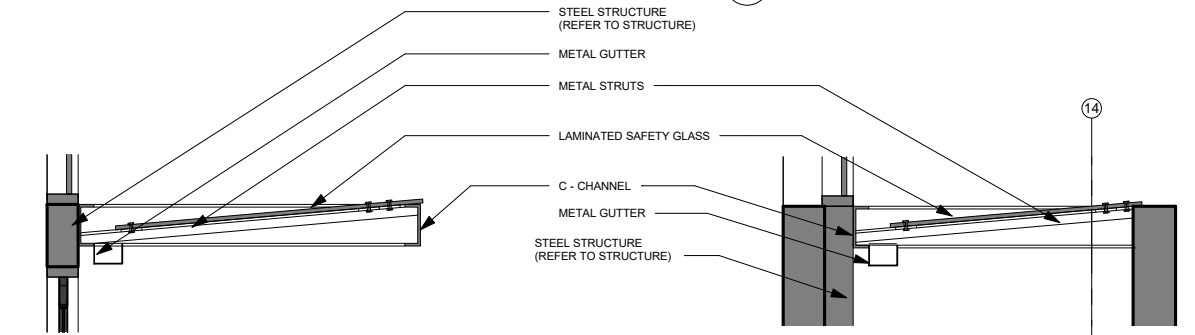 STEEL STRUCTURE
(REFER TO STRUCTURE)
METAL GUTTER
METAL STRUTS
14
LAMINATED SAFETY GLASS
C - CHANNEL
METAL GUTTER
STEEL STRUCTURE
(REFER TO STRUCTURE)